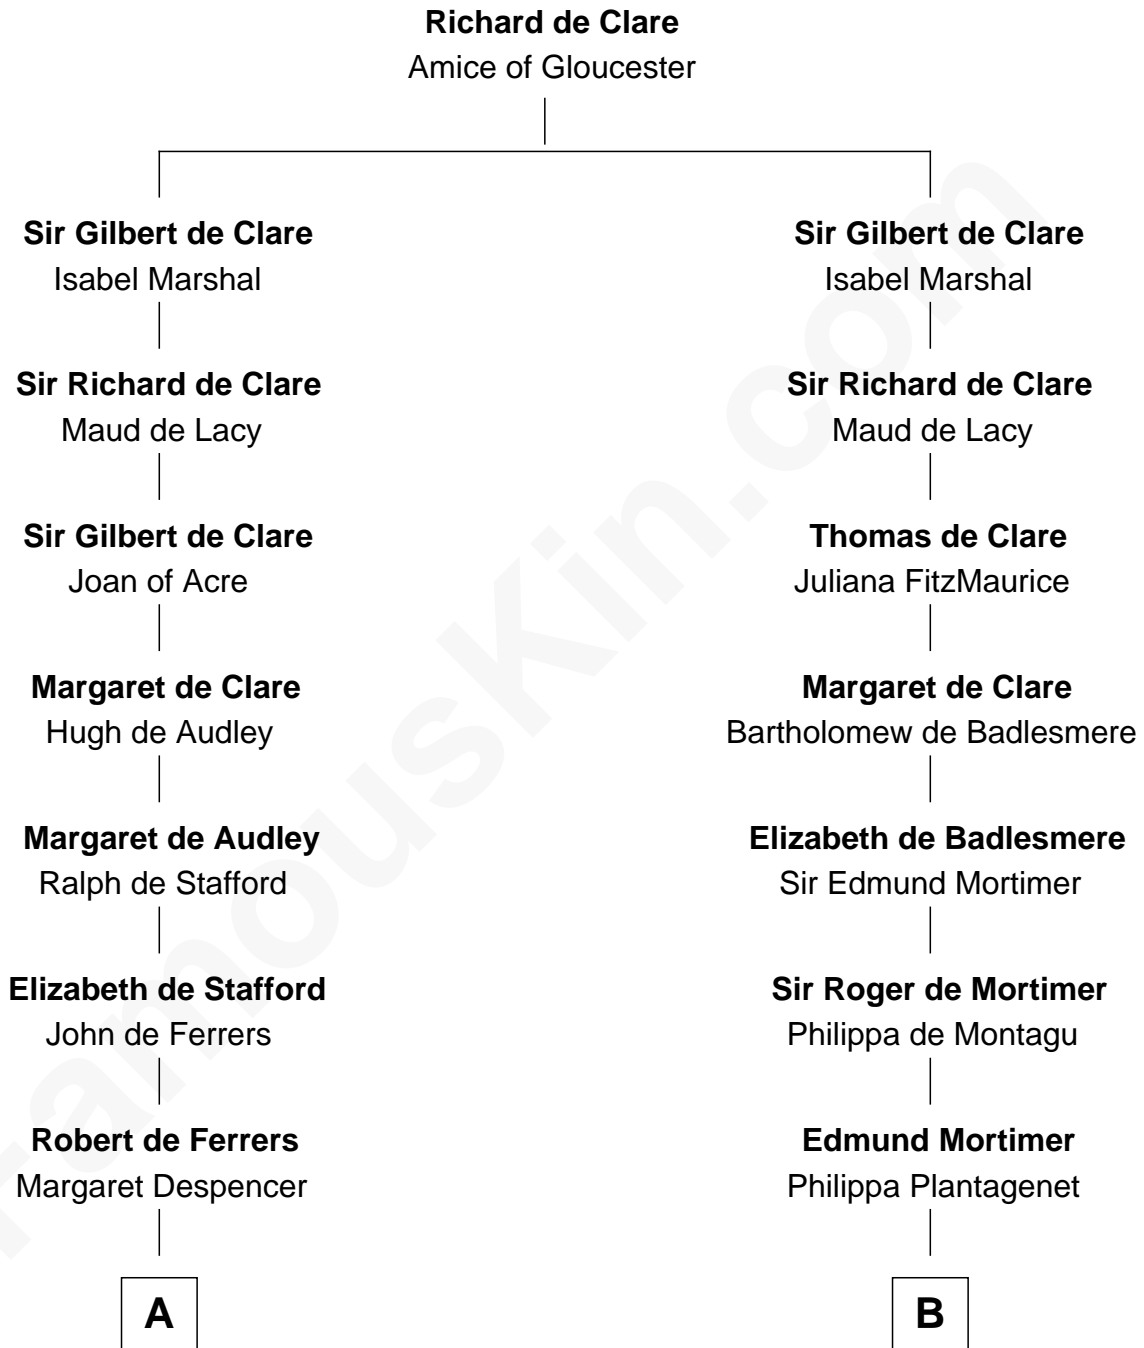 Richard de Clare
Amice of Gloucester
Sir Gilbert de Clare
Isabel Marshal
Sir Richard de Clare
Maud de Lacy
Sir Gilbert de Clare
Joan of Acre
Margaret de Clare
Hugh de Audley
Margaret de Audley
Ralph de Stafford
Elizabeth de Stafford
John de Ferrers
Robert de Ferrers
Margaret Despencer
A
Sir Gilbert de Clare
Isabel Marshal
Sir Richard de Clare
Maud de Lacy
Thomas de Clare
Juliana FitzMaurice
Margaret de Clare
Bartholomew de Badlesmere
Elizabeth de Badlesmere
Sir Edmund Mortimer
Sir Roger de Mortimer
Philippa de Montagu
Edmund Mortimer
Philippa Plantagenet
B
FamousKin.com